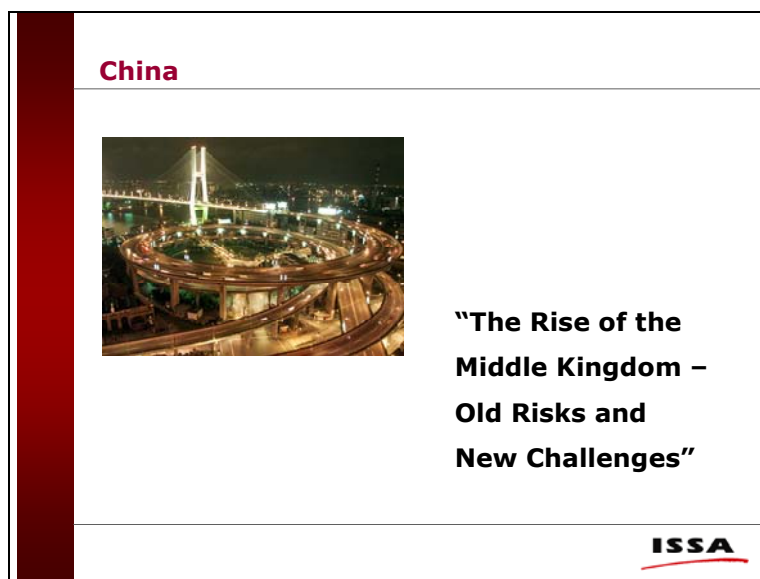 China
“The Rise of the
Middle Kingdom –
Old Risks and
New Challenges”
ISSA